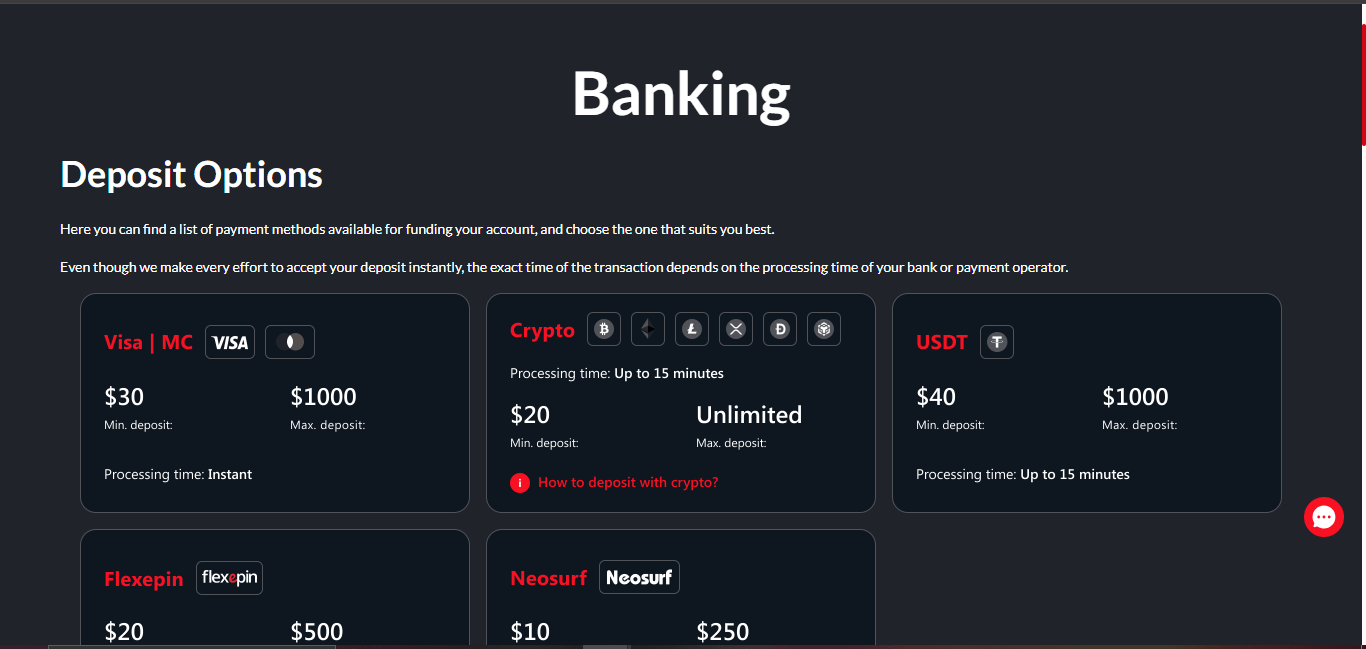 Banking
Deposit Options
Here you can find a list of payment methods available for funding your account, and choose the one that suits you best.
Even though we make every effort to accept your deposit instantly, the exact time of the transaction depends on the processing time of your bank or payment operator.
Visa | MC VISA
$30 $1000
Min. deposit: Max. deposit:
Processing time: Instant
Crypto
Processing time: Up to 15 minutes
$20 Unlimited
Min. deposit: Max. deposit:
How to deposit with crypto?
USDT
$40 $1000
Min. deposit: Max. deposit:
Processing time: Up to 15 minutes
Flexepin flexepin
$20 $500
Neosurf Neosurf
$10 $250